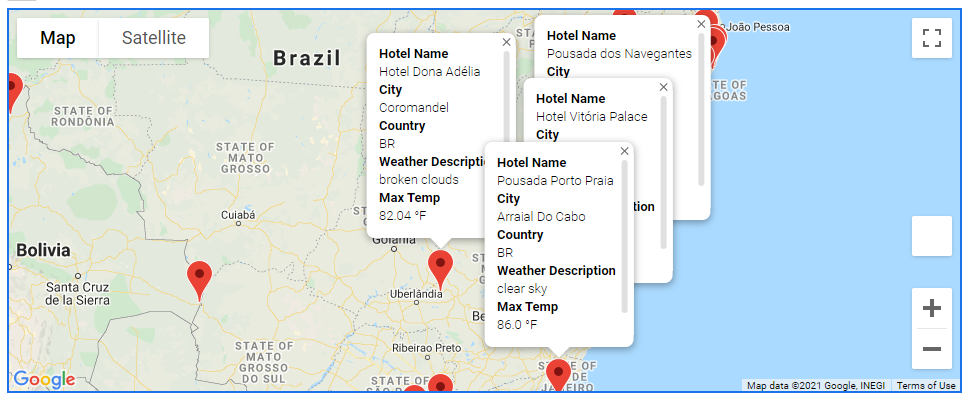 Map
Satellite
Brazil
João Pessoa
STATE OF
RONDÔNIA
STATE OF
MATO
GROSSO
Cuiabá
Bolivia
Santa Cruz
de la Sierra
Hotel Name
Hotel Dona Adélia
City
Coromandel
Country
BR
Weather Description
broken clouds
Max Temp
82.04 °F
Hotel Name
Pousada dos Navegantes
City
Hotel Name
Hotel Vitória Palace
City
Hotel Name
Pousada Porto Praia
City
Arraial Do Cabo
Country
BR
Weather Description
clear sky
Max Temp
86.0 °F
Goiânia
Uberlândia
Ribeirao Preto
STATE OF
MATO
GROSSO
DO SUL
STATE OF
STATE OF
Google
Map data ©2021 Google, INEGI
Terms of Use